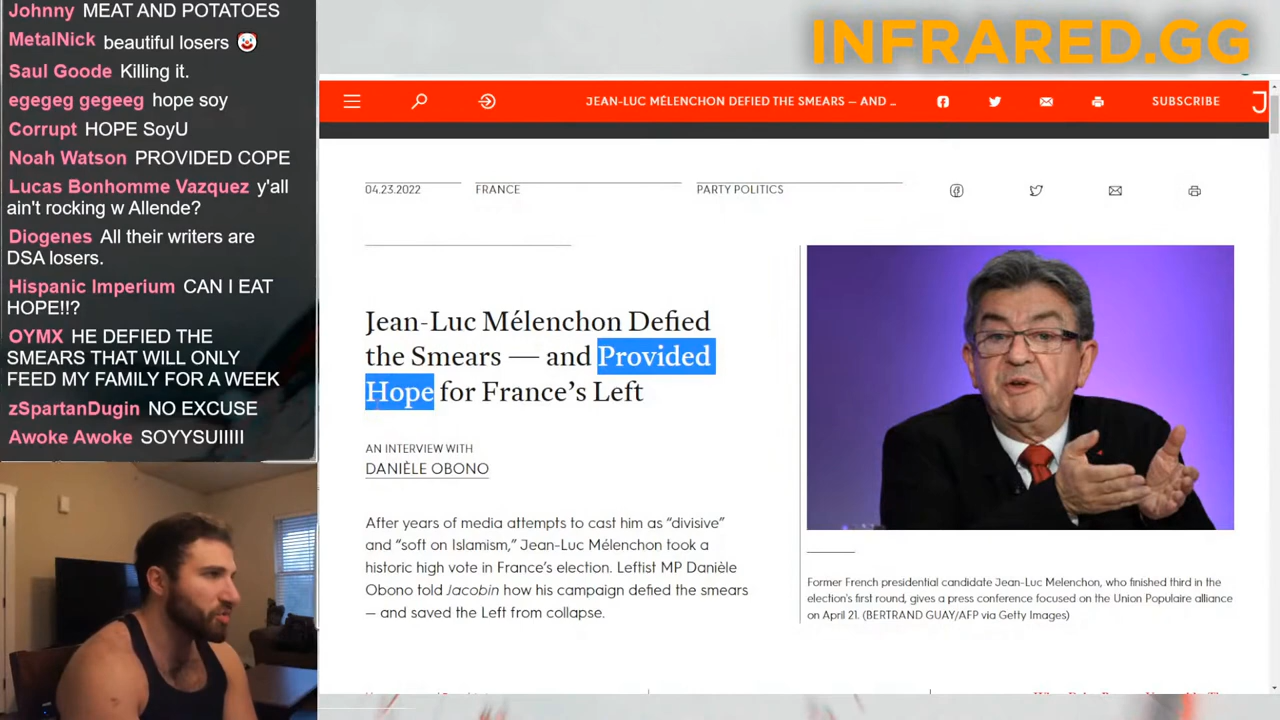 Johnny MEAT AND POTATOES
MetalNick beautiful losers 🤡
Saul Goode Killing it.
egegeg gegeeg hope soy
Corrupt HOPE SoyU
Noah Watson PROVIDED COPE
Lucas Bonhomme Vazquez y'all
ain't rocking w Allende?
Diogenes All their writers are
DSA losers.
Hispanic Imperium CAN I EAT
HOPE!!?
OYMX HE DEFIED THE
SMEARS THAT WILL ONLY
FEED MY FAMILY FOR A WEEK
zSpartanDugin NO EXCUSE
Awoke Awoke SOYYSUIIIII
INFRARED.GG
JEAN-LUC MÉLENCHON DEFIED THE SMEARS — AND ...
SUBSCRIBE
J
04.23.2022
FRANCE
PARTY POLITICS
Jean-Luc Mélenchon Defied
the Smears — and Provided
Hope for France’s Left
AN INTERVIEW WITH
DANIÈLE OBONO
After years of media attempts to cast him as “divisive”
and “soft on Islamism,” Jean-Luc Mélenchon took a
historic high vote in France’s election. Leftist MP Danièle
Obono told Jacobin how his campaign defied the smears
— and saved the Left from collapse.
Former French presidential candidate Jean-Luc Melenchon, who finished third in the
election’s first round, gives a press conference focused on the Union Populaire alliance
on April 21. (BERTRAND GUAY/AFP via Getty Images)